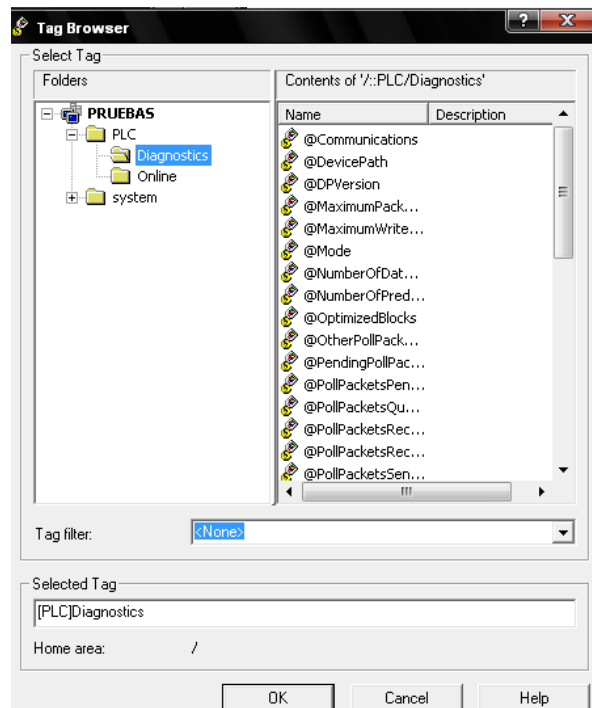 Tag Browser
?
X
Select Tag
Folders
Contents of '/::PLC/Diagnostics'
PRUEBAS
PLC
Diagnostics
Online
system
Name Description
@Communications
@DevicePath
@DPVersion
@MaximumPack...
@MaximumWrite...
@Mode
@NumberOfDat...
@NumberOfPred...
@OptimizedBlocks
@OtherPollPack...
@PendingPollPac...
@PollPacketsPen...
@PollPacketsQu...
@PollPacketsRec...
@PollPacketsRec...
@PollPacketsSen...
Tag filter: <None>
Selected Tag
[PLC]Diagnostics
Home area: /
OK Cancel Help